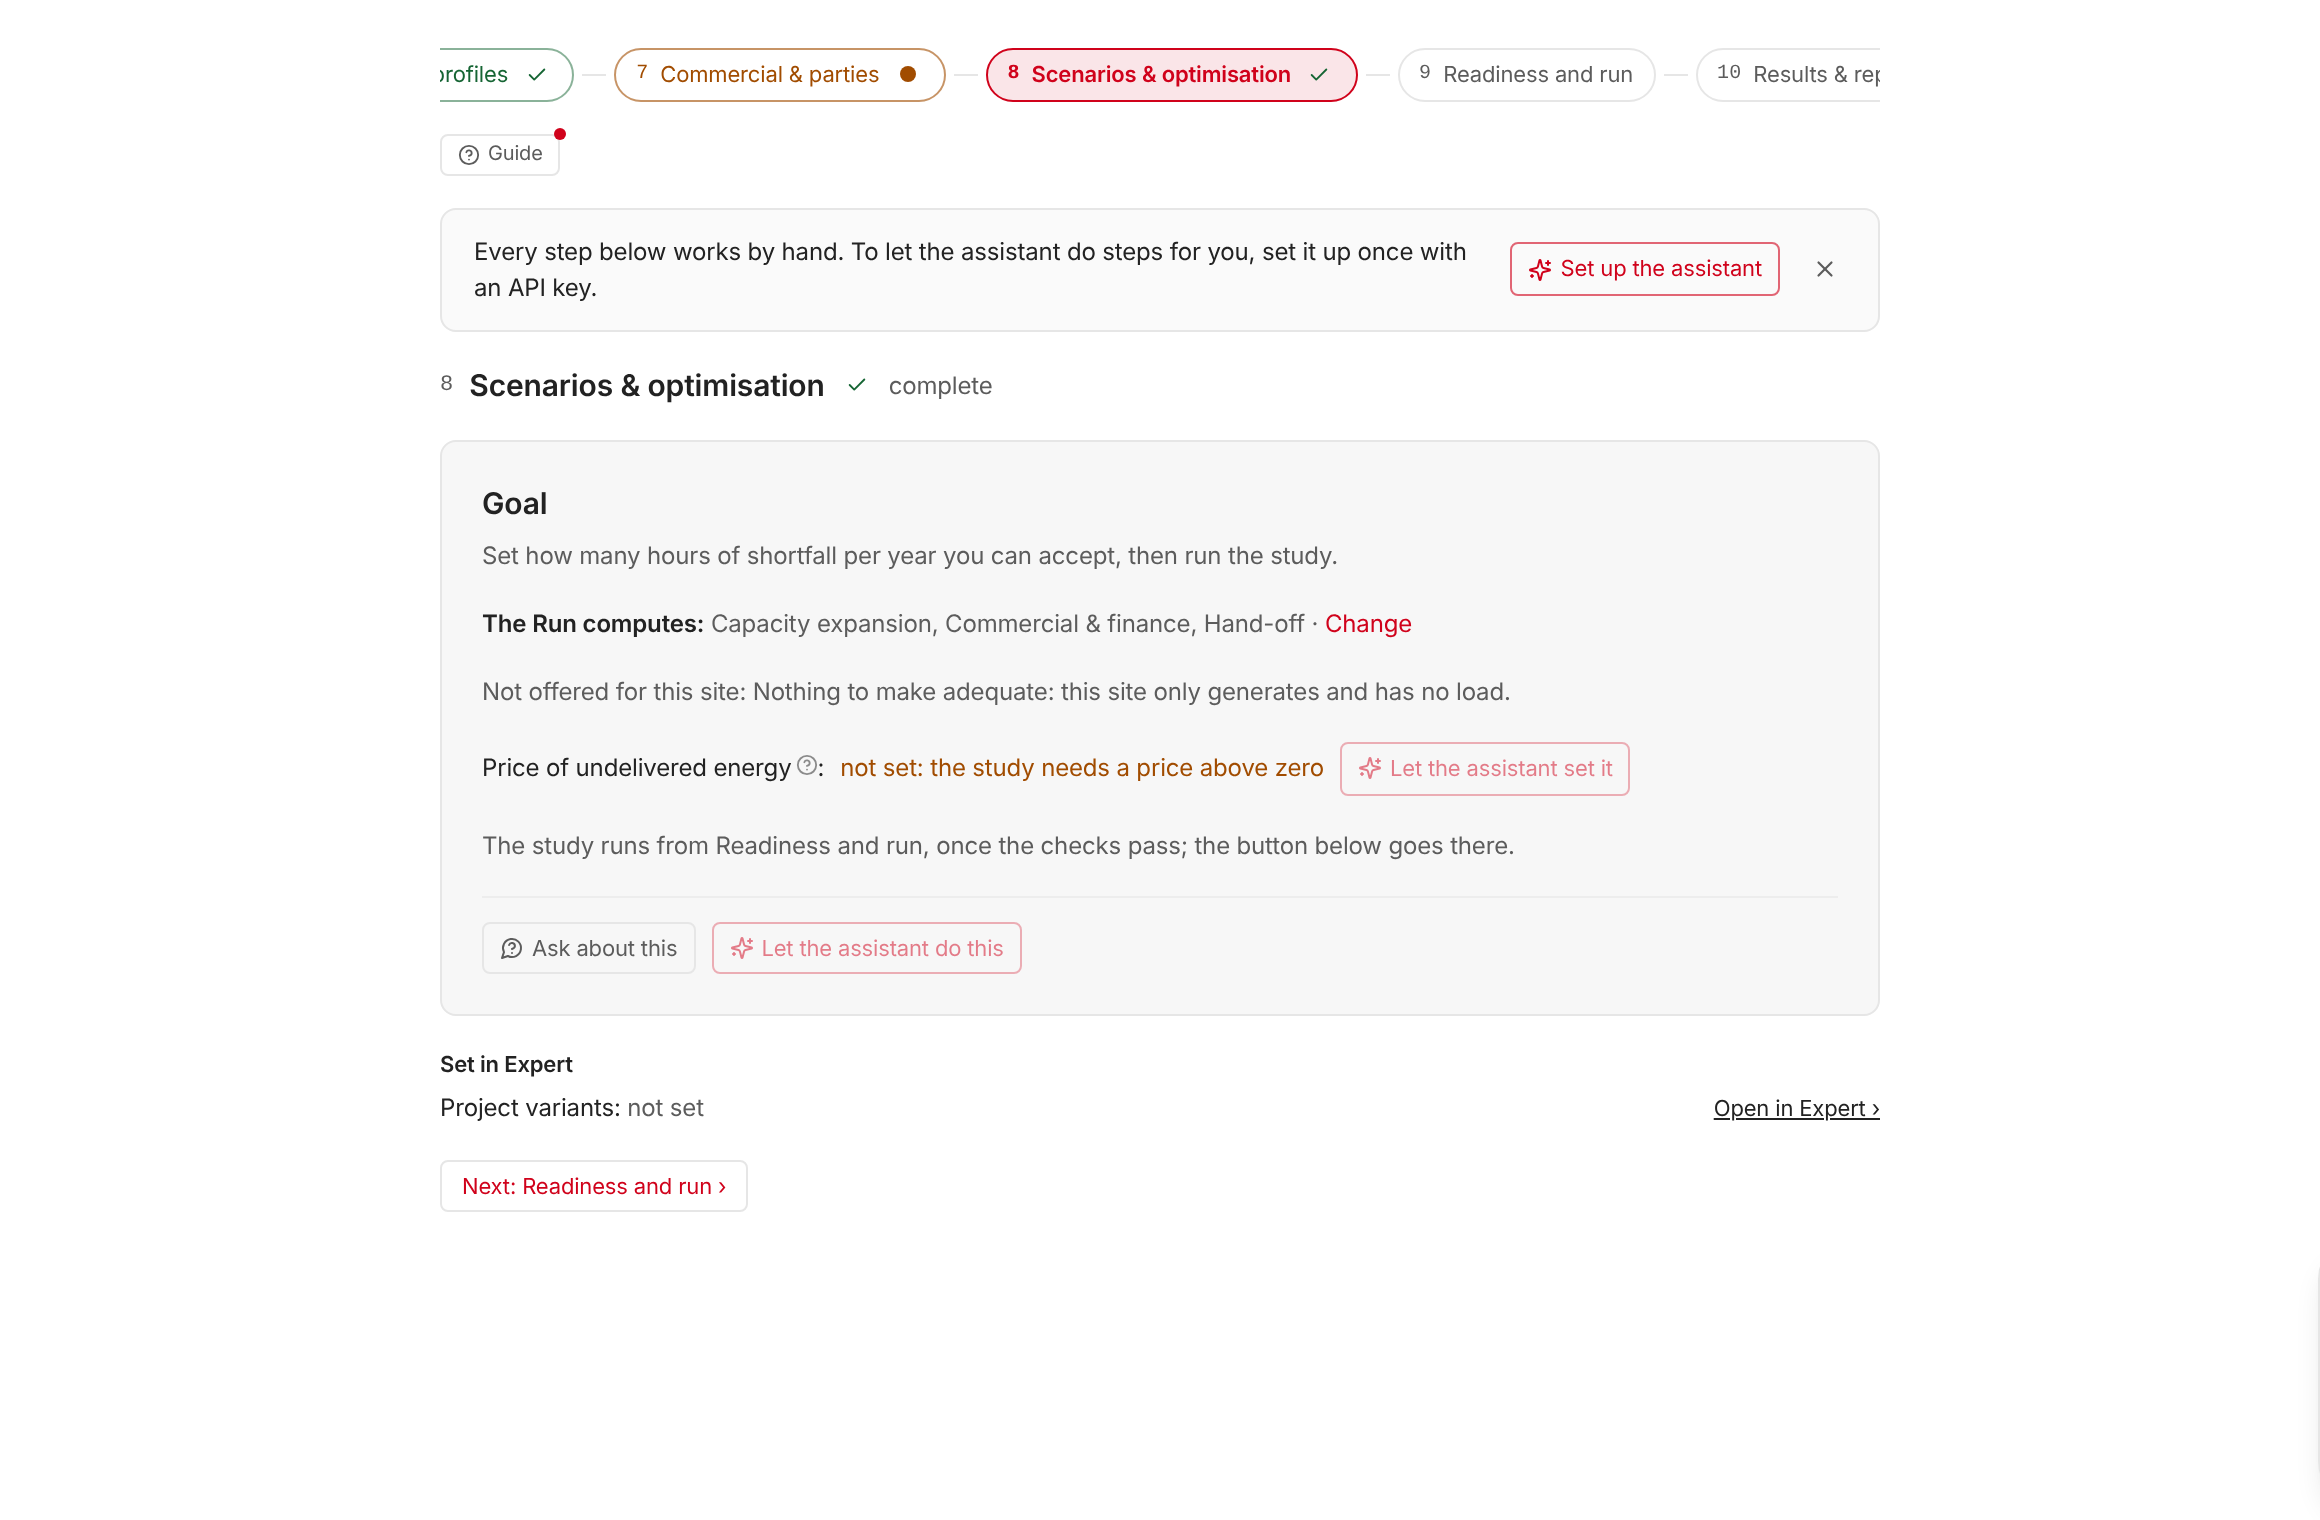 profiles
7 Commercial & parties
8 Scenarios & optimisation
9 Readiness and run
10 Results & rep
Guide
Every step below works by hand. To let the assistant do steps for you, set it up once with
an API key.
Set up the assistant
8 Scenarios & optimisation complete
Goal
Set how many hours of shortfall per year you can accept, then run the study.
The Run computes: Capacity expansion, Commercial & finance, Hand-off · Change
Not offered for this site: Nothing to make adequate: this site only generates and has no load.
Price of undelivered energy : not set: the study needs a price above zero Let the assistant set it
The study runs from Readiness and run, once the checks pass; the button below goes there.
Ask about this Let the assistant do this
Set in Expert
Project variants: not set Open in Expert ›
Next: Readiness and run ›